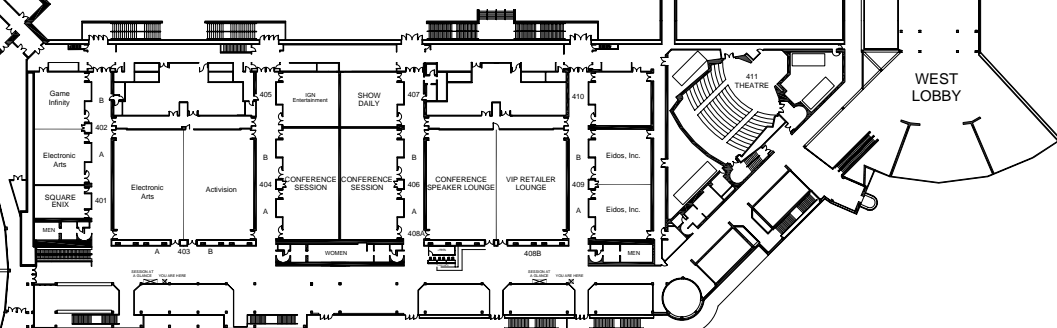 Game
Infinity
B
402
Electronic
Arts
A
SQUARE
ENIX
401
MEN
Electronic
Arts
Activision
A
403
B
405
IGN
Entertainment
SHOW
DAILY
407
B
404
A
CONFERENCE
SESSION
CONFERENCE
SESSION
B
406
A
408A
WOMEN
CONFERENCE
SPEAKER LOUNGE
VIP RETAILER
LOUNGE
408B
410
B
409
A
Eidos, Inc.
Eidos, Inc.
MEN
411
THEATRE
WEST
LOBBY
SESSION AT
A GLANCE
YOU ARE HERE
SESSION AT
A GLANCE
YOU ARE HERE